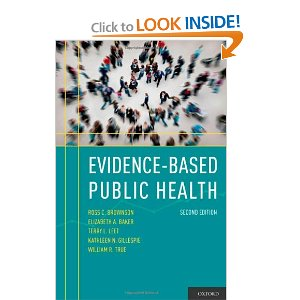 Click to LOOK INSIDE!
EVIDENCE-BASED
PUBLIC HEALTH
ROSS C. BROWNSON
SECOND EDITION
ELIZABETH A. BAKER
TERRY L. LEET
KATHLEEN N. GILLESPIE
WILLIAM R. TRUE
OXFORD